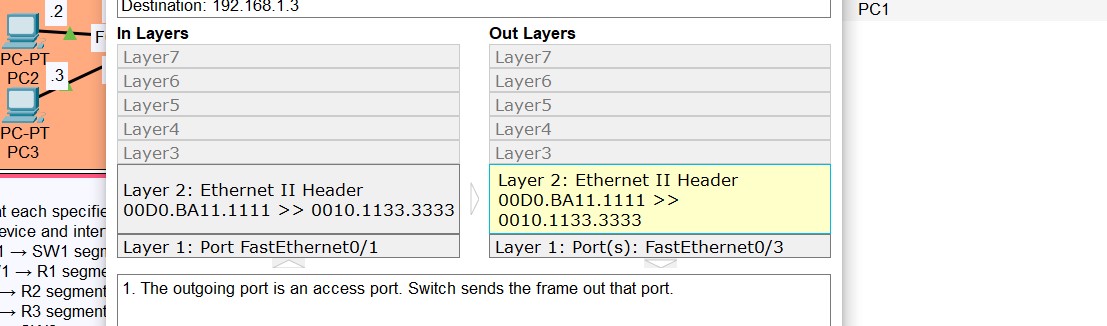 Destination: 192.168.1.3
PC1
.2
F
PC-PT
PC2
.3
PC-PT
PC3
In Layers
Out Layers
Layer7
Layer7
Layer6
Layer6
Layer5
Layer5
Layer4
Layer4
Layer3
Layer3
Layer 2: Ethernet II Header
00D0.BA11.1111 >> 0010.1133.3333
Layer 2: Ethernet II Header
00D0.BA11.1111 >>
0010.1133.3333
Layer 1: Port FastEthernet0/1
Layer 1: Port(s): FastEthernet0/3
1. The outgoing port is an access port. Switch sends the frame out that port.
at each specifie
evice and inter
1 → SW1 segm
1 → R1 segme
→ R2 segment
→ R3 segment